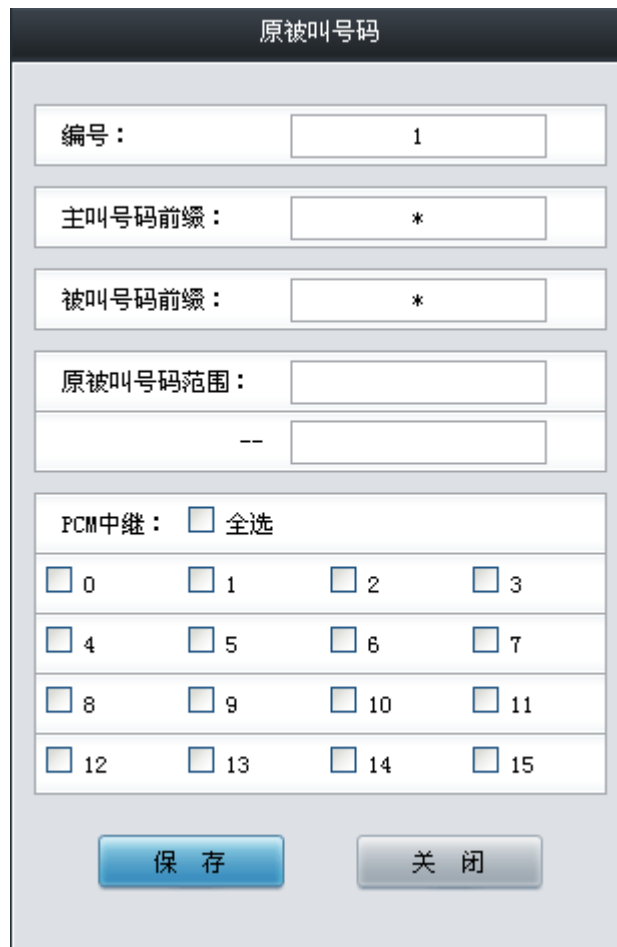 原被叫号码
编号： 1
主叫号码前缀： *
被叫号码前缀： *
原被叫号码范围：
--
PCM中继： 全选
0 1 2 3
4 5 6 7
8 9 10 11
12 13 14 15
保 存 关 闭